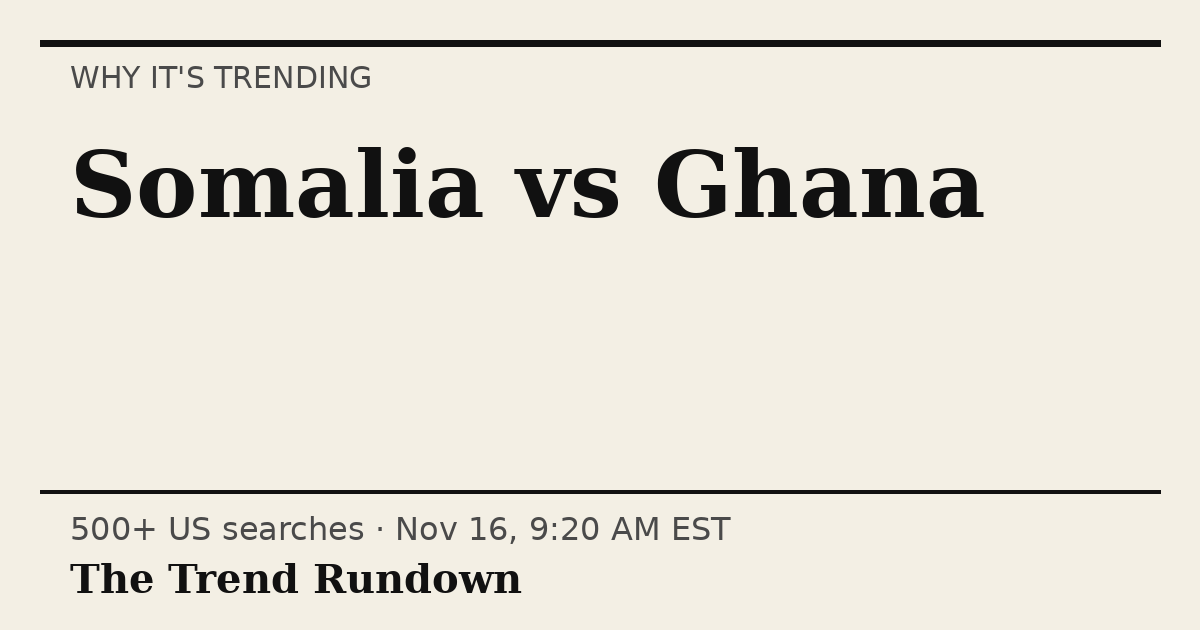 WHY IT'S TRENDING
Somalia vs Ghana
500+ US searches · Nov 16, 9:20 AM EST
The Trend Rundown